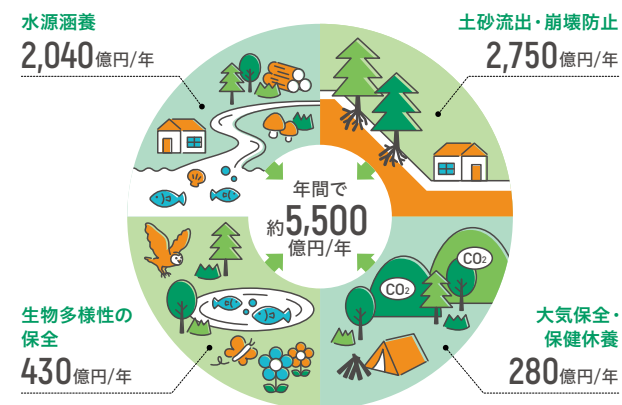 水源涵養
2,040億円/年
土砂流出・崩壊防止
2,750億円/年
年間で
約5,500
億円/年
CO2
CO2
生物多様性の
保全
430億円/年
大気保全・
保健休養
280億円/年